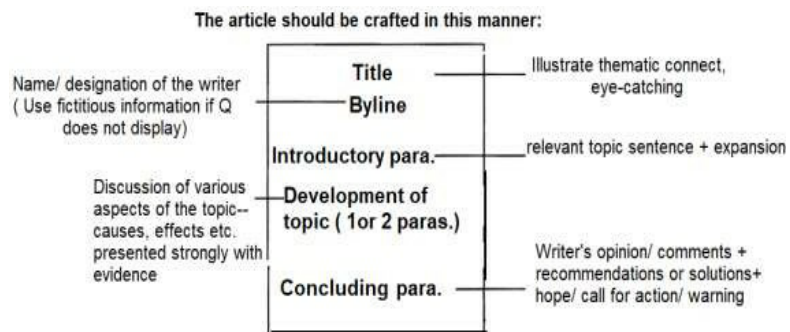 The article should be crafted in this manner:
Title
Illustrate thematic connect,
eye-catching
Name/ designation of the writer
( Use fictitious information if Q
does not display)
Byline
Introductory para.
relevant topic sentence + expansion
Discussion of various
aspects of the topic--
causes, effects etc.
presented strongly with
evidence
Development of
topic ( 1or 2 paras.)
Concluding para.
Writer's opinion/ comments +
recommendations or solutions+
hope/ call for action/ warning